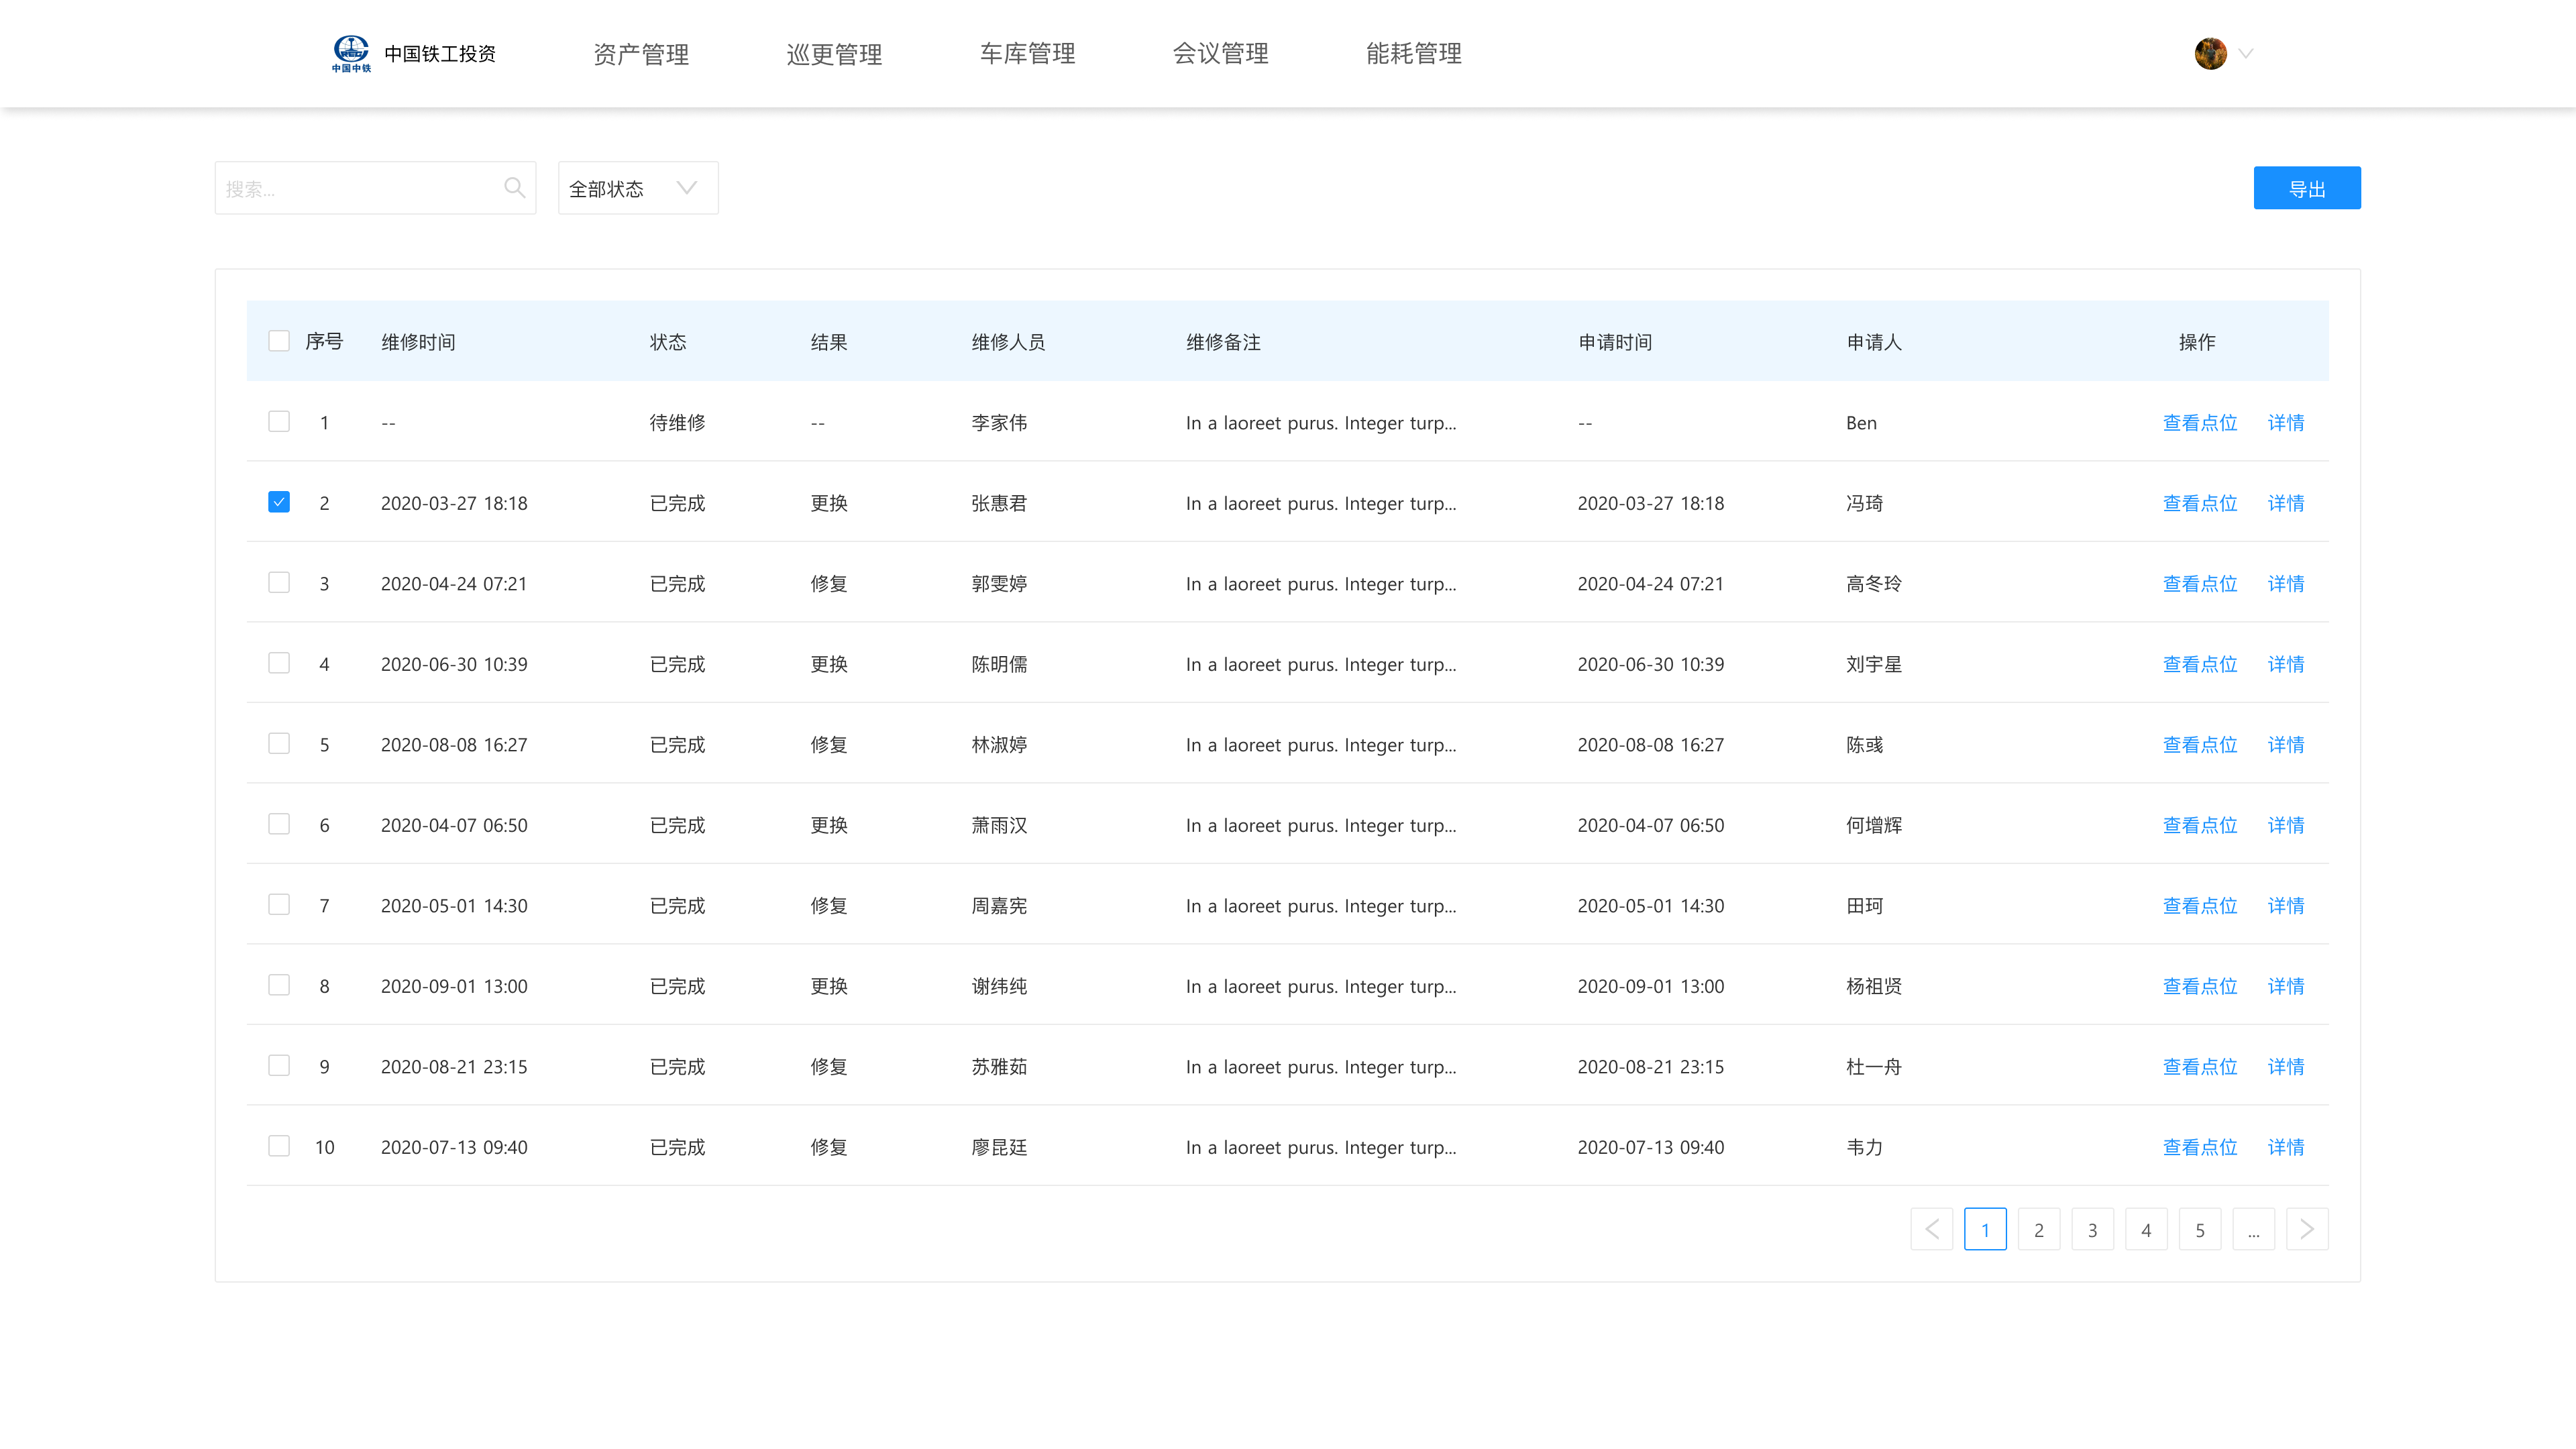 中国中铁 中国铁工投资 资产管理 巡更管理 车库管理 会议管理 能耗管理
搜索... 全部状态 导出
序号 维修时间 状态 结果 维修人员 维修备注 申请时间 申请人 操作
1 -- 待维修 -- 李家伟 In a laoreet purus. Integer turp... -- Ben 查看点位 详情
2 2020-03-27 18:18 已完成 更换 张惠君 In a laoreet purus. Integer turp... 2020-03-27 18:18 冯琦 查看点位 详情
3 2020-04-24 07:21 已完成 修复 郭雯婷 In a laoreet purus. Integer turp... 2020-04-24 07:21 高冬玲 查看点位 详情
4 2020-06-30 10:39 已完成 更换 陈明儒 In a laoreet purus. Integer turp... 2020-06-30 10:39 刘宇星 查看点位 详情
5 2020-08-08 16:27 已完成 修复 林淑婷 In a laoreet purus. Integer turp... 2020-08-08 16:27 陈彧 查看点位 详情
6 2020-04-07 06:50 已完成 更换 萧雨汉 In a laoreet purus. Integer turp... 2020-04-07 06:50 何增辉 查看点位 详情
7 2020-05-01 14:30 已完成 修复 周嘉宪 In a laoreet purus. Integer turp... 2020-05-01 14:30 田珂 查看点位 详情
8 2020-09-01 13:00 已完成 更换 谢纬纯 In a laoreet purus. Integer turp... 2020-09-01 13:00 杨祖贤 查看点位 详情
9 2020-08-21 23:15 已完成 修复 苏雅茹 In a laoreet purus. Integer turp... 2020-08-21 23:15 杜一舟 查看点位 详情
10 2020-07-13 09:40 已完成 修复 廖昆廷 In a laoreet purus. Integer turp... 2020-07-13 09:40 韦力 查看点位 详情
1 2 3 4 5 ...